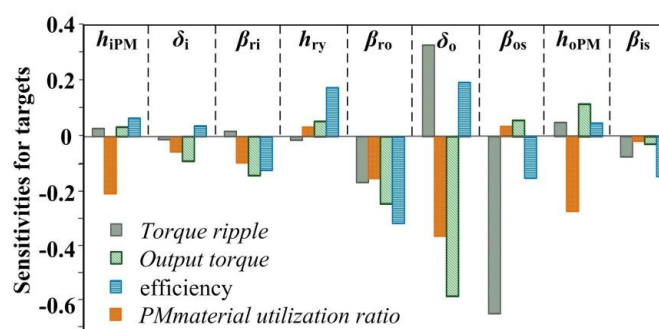 0.4
h_iPM δ_i β_ri h_ry β_ro δ_o β_os h_oPM β_is
0.2
0
-0.2
-0.4
-0.6
Sensitivities for targets
Torque ripple
Output torque
efficiency
PMmaterial utilization ratio